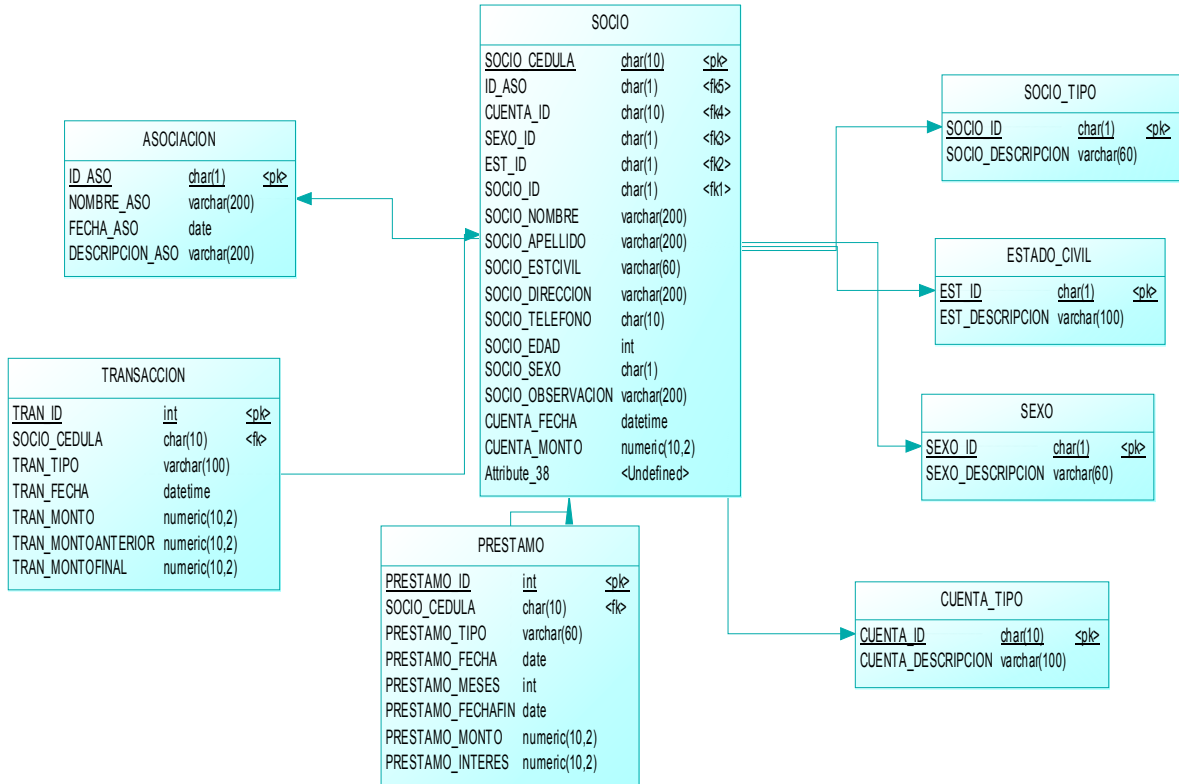 SOCIO
SOCIO_CEDULA char(10) <pk>
ID_ASO char(1) <fk5>
CUENTA_ID char(10) <fk4>
SEXO_ID char(1) <fk3>
EST_ID char(1) <fk2>
SOCIO_ID char(1) <fk1>
SOCIO_NOMBRE varchar(200)
SOCIO_APELLIDO varchar(200)
SOCIO_ESTCIVIL varchar(60)
SOCIO_DIRECCION varchar(200)
SOCIO_TELEFONO char(10)
SOCIO_EDAD int
SOCIO_SEXO char(1)
SOCIO_OBSERVACION varchar(200)
CUENTA_FECHA datetime
CUENTA_MONTO numeric(10,2)
Attribute_38 <Undefined>
ASOCIACION
ID_ASO char(1) <pk>
NOMBRE_ASO varchar(200)
FECHA_ASO date
DESCRIPCION_ASO varchar(200)
TRANSACCION
TRAN_ID int <pk>
SOCIO_CEDULA char(10) <fk>
TRAN_TIPO varchar(100)
TRAN_FECHA datetime
TRAN_MONTO numeric(10,2)
TRAN_MONTOANTERIOR numeric(10,2)
TRAN_MONTOFINAL numeric(10,2)
PRESTAMO
PRESTAMO_ID int <pk>
SOCIO_CEDULA char(10) <fk>
PRESTAMO_TIPO varchar(60)
PRESTAMO_FECHA date
PRESTAMO_MESES int
PRESTAMO_FECHAFIN date
PRESTAMO_MONTO numeric(10,2)
PRESTAMO_INTERES numeric(10,2)
SOCIO_TIPO
SOCIO_ID char(1) <pk>
SOCIO_DESCRIPCION varchar(60)
ESTADO_CIVIL
EST_ID char(1) <pk>
EST_DESCRIPCION varchar(100)
SEXO
SEXO_ID char(1) <pk>
SEXO_DESCRIPCION varchar(60)
CUENTA_TIPO
CUENTA_ID char(10) <pk>
CUENTA_DESCRIPCION varchar(100)